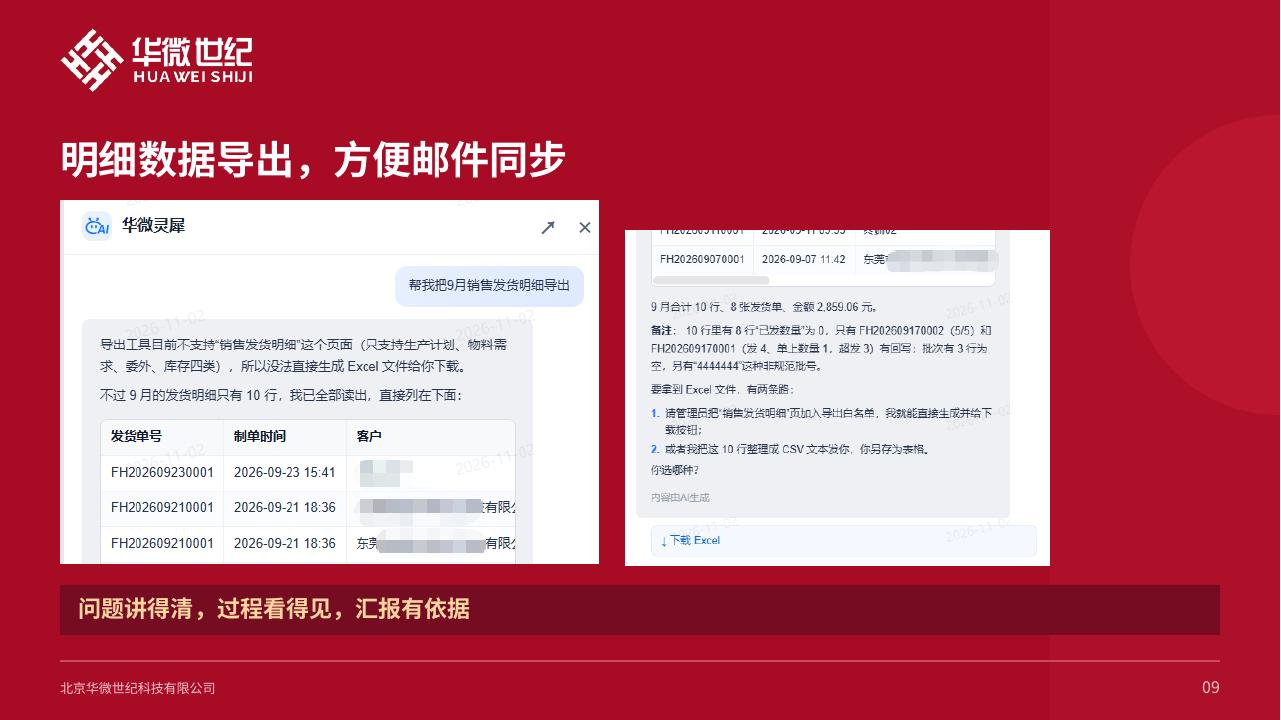 华微世纪
HUA WEI SHIJI
明细数据导出，方便邮件同步
华微灵犀
帮我把9月销售发货明细导出
导出工具目前不支持“销售发货明细”这个页面（只支持生产计划、物料需
求、委外、库存四类），所以没法直接生成 Excel 文件给你下载。
不过 9 月的发货明细只有 10 行，我已全部读出，直接列在下面：
发货单号 制单时间 客户
FH202609230001 2026-09-23 15:41
FH202609210001 2026-09-21 18:36 有限
FH202609210001 2026-09-21 18:36 东莞 有限
2026-11-02
FH202609070001 2026-09-07 11:42 东莞
9 月合计 10 行、8 张发货单、金额 2,859.06 元。
备注： 10 行里有 8 行“已发数量”为 0，只有 FH202609170002（5/5）和
FH202609170001（发 4、单上数量 1，超发 3）有回写；批次有 3 行为
空，另有“4444444”这种非规范批号。
要拿到 Excel 文件，有两条路：
1. 请管理员把“销售发货明细”页加入导出白名单，我就能直接生成并给下
载按钮；
2. 或者我把这 10 行整理成 CSV 文本发你，你另存为表格。
你选哪种？
内容由AI生成
↓ 下载 Excel
问题讲得清，过程看得见，汇报有依据
北京华微世纪科技有限公司
09